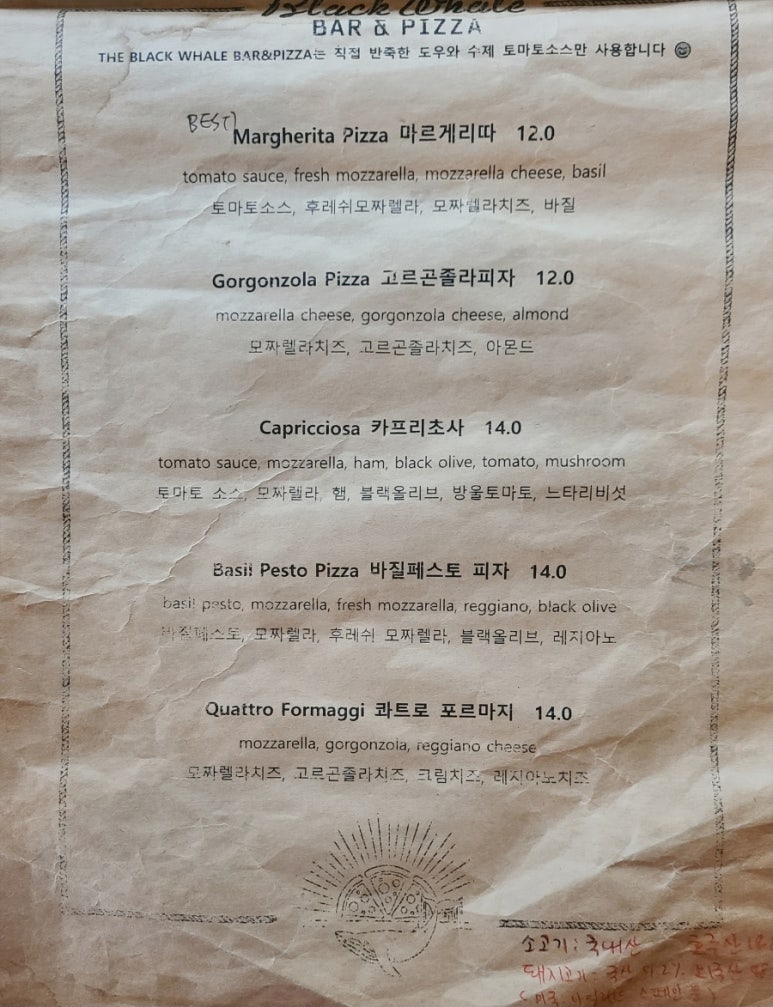 Black Whale
BAR & PIZZA
THE BLACK WHALE BAR&PIZZA는 직접 반죽한 도우와 수제 토마토소스만 사용합니다
BEST)
Margherita Pizza 마르게리따 12.0
tomato sauce, fresh mozzarella, mozzarella cheese, basil
토마토소스, 후레쉬모짜렐라, 모짜렐라치즈, 바질
Gorgonzola Pizza 고르곤졸라피자 12.0
mozzarella cheese, gorgonzola cheese, almond
모짜렐라치즈, 고르곤졸라치즈, 아몬드
Capricciosa 카프리초사 14.0
tomato sauce, mozzarella, ham, black olive, tomato, mushroom
토마토 소스, 모짜렐라, 햄, 블랙올리브, 방울토마토, 느타리버섯
Basil Pesto Pizza 바질페스토 피자 14.0
basil pesto, mozzarella, fresh mozzarella, reggiano, black olive
바질페스토, 모짜렐라, 후레쉬 모짜렐라, 블랙올리브, 레지아노
Quattro Formaggi 콰트로 포르마지 14.0
mozzarella, gorgonzola, reggiano cheese
모짜렐라치즈, 고르곤졸라치즈, 크림치즈, 레지아노치즈
소고기: 국내산
돼지고기-